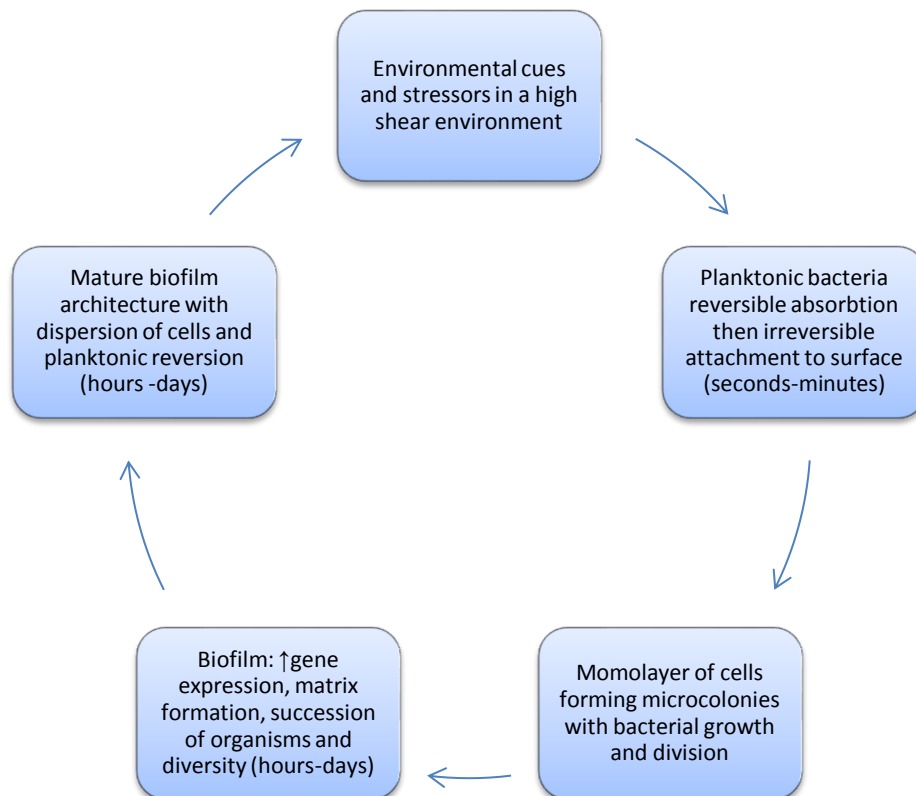 Environmental cues
and stressors in a high
shear environment
Planktonic bacteria
reversible absorbtion
then irreversible
attachment to surface
(seconds-minutes)
Momolayer of cells
forming microcolonies
with bacterial growth
and division
Biofilm: ↑gene
expression, matrix
formation, succession
of organisms and
diversity (hours-days)
Mature biofilm
architecture with
dispersion of cells and
planktonic reversion
(hours -days)